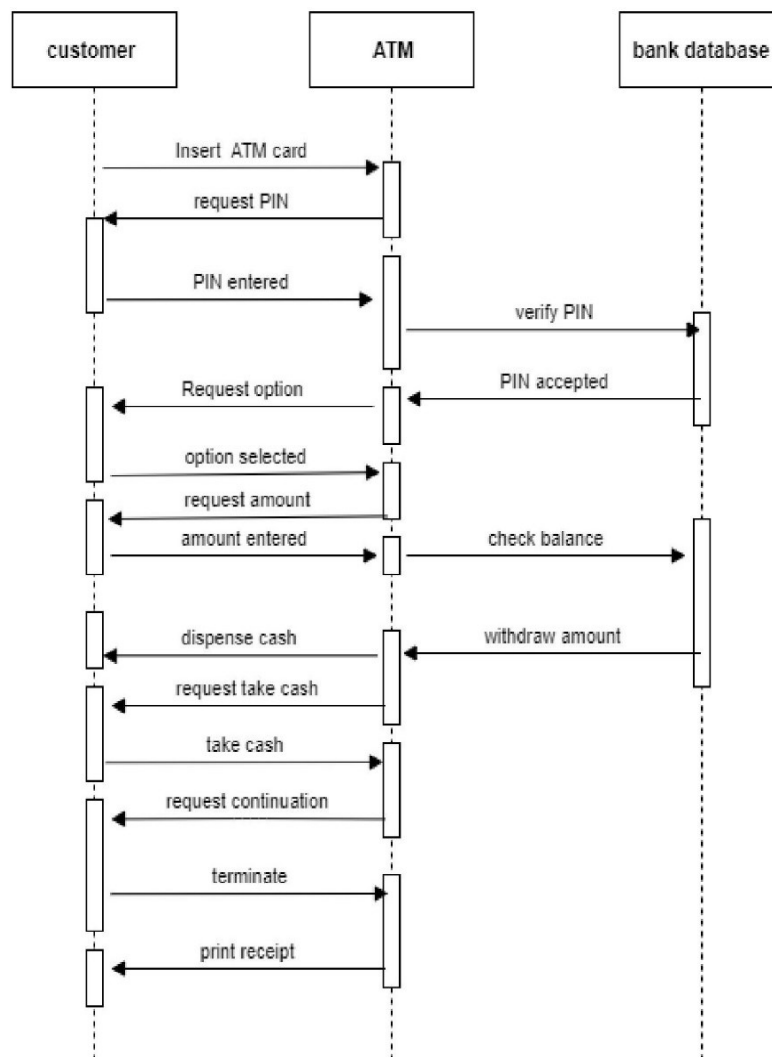 customer
ATM
bank database
Insert ATM card
request PIN
PIN entered
verify PIN
PIN accepted
Request option
option selected
request amount
amount entered
check balance
withdraw amount
dispense cash
request take cash
take cash
request continuation
terminate
print receipt